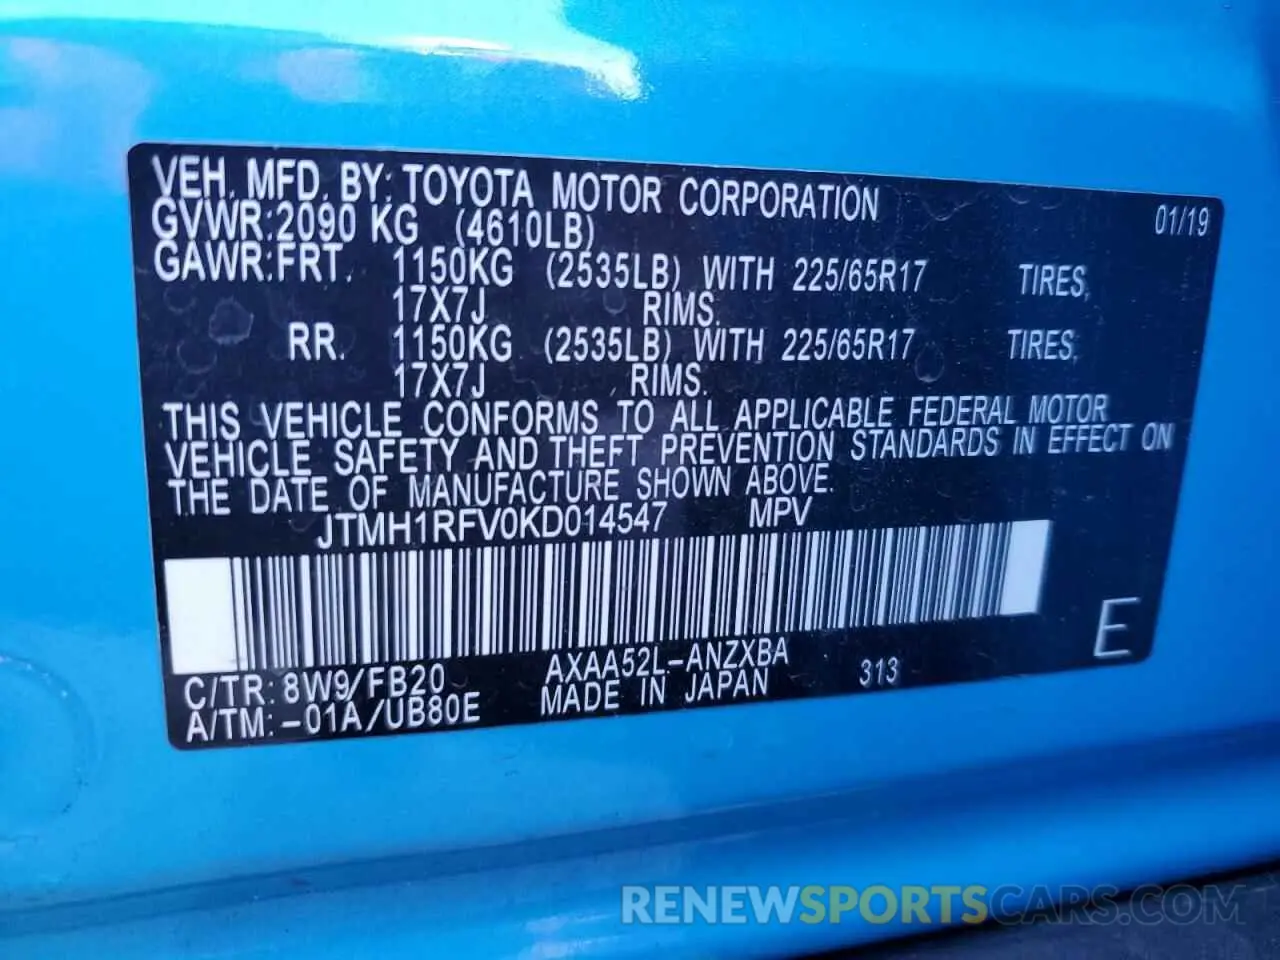 VEH. MFD. BY: TOYOTA MOTOR CORPORATION 01/19
GVWR:2090 KG (4610LB)
GAWR:FRT. 1150KG (2535LB) WITH 225/65R17 TIRES,
17X7J RIMS.
RR. 1150KG (2535LB) WITH 225/65R17 TIRES,
17X7J RIMS.
THIS VEHICLE CONFORMS TO ALL APPLICABLE FEDERAL MOTOR
VEHICLE SAFETY AND THEFT PREVENTION STANDARDS IN EFFECT ON
THE DATE OF MANUFACTURE SHOWN ABOVE.
JTMH1RFV0KD014547 MPV
E
C/TR: 8W9/FB20 AXAA52L-ANZXBA 313
A/TM: -01A/UB80E MADE IN JAPAN
RENEWSPORTSCARS.COM